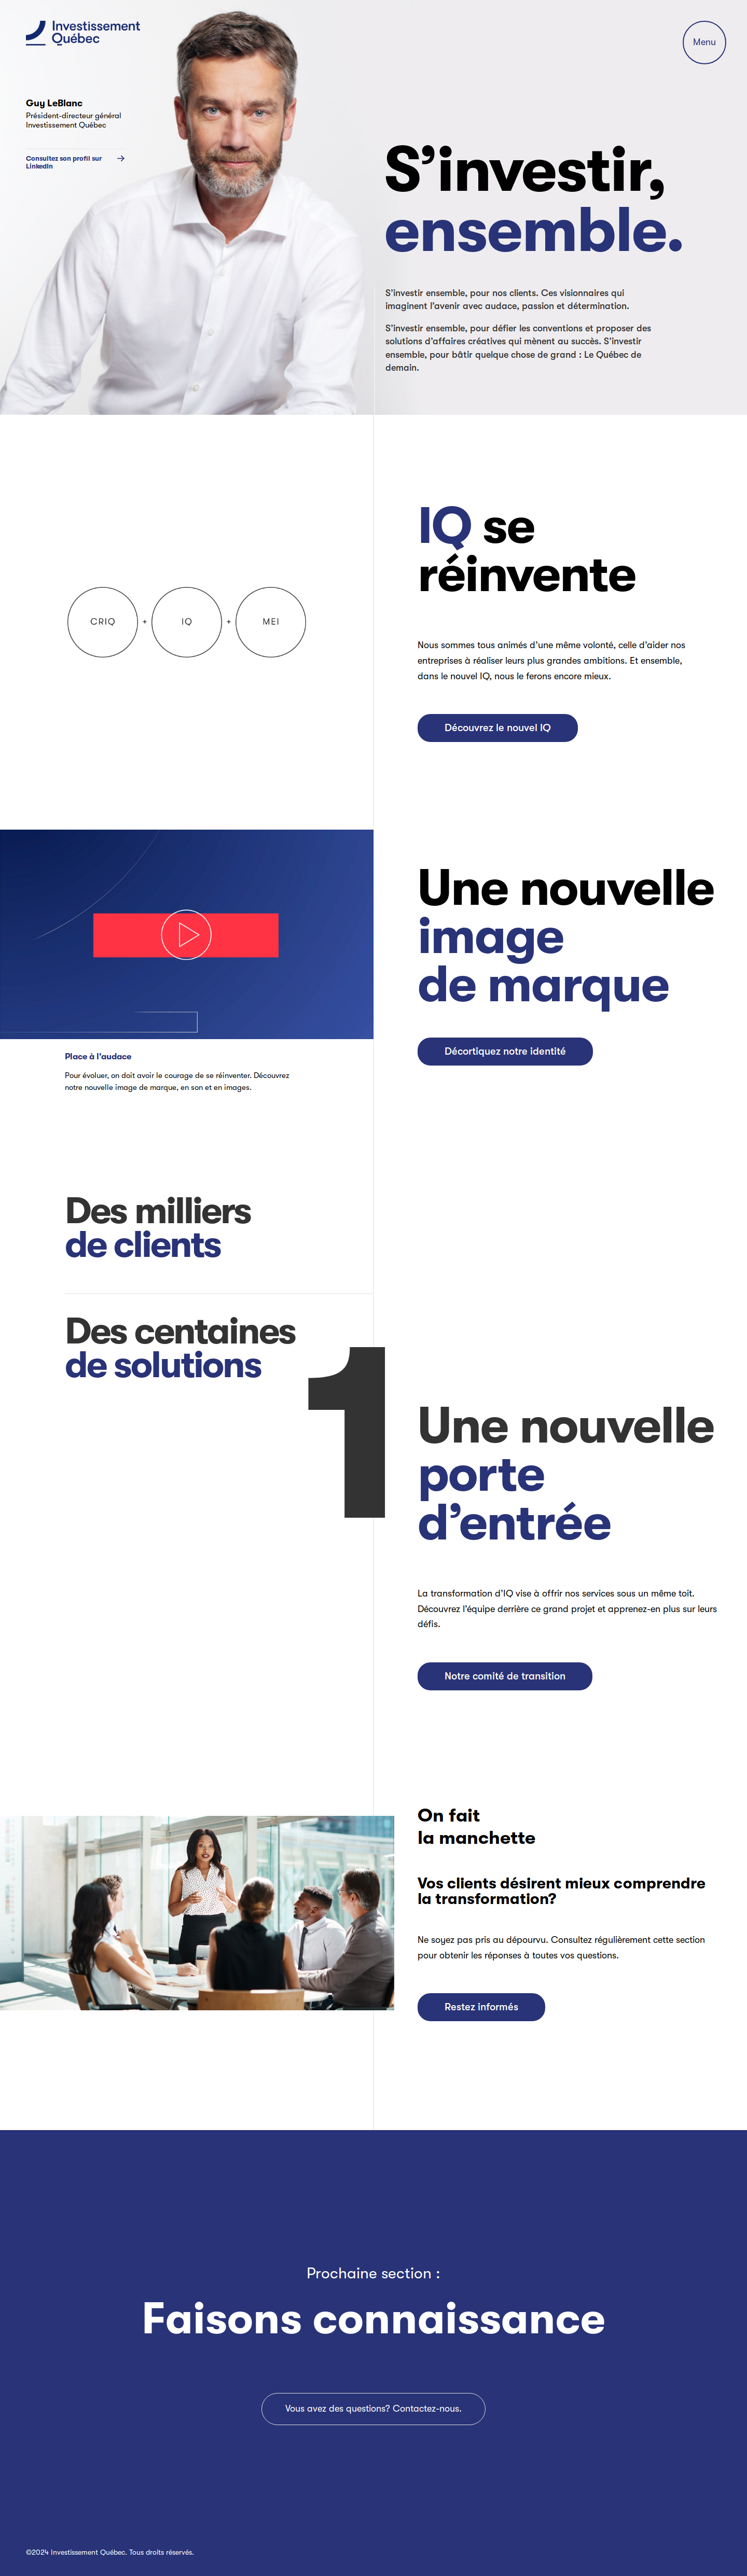 Investissement
Québec
Menu
Guy LeBlanc
Président-directeur général
Investissement Québec
Consultez son profil sur
LinkedIn
S’investir,
ensemble.
S’investir ensemble, pour nos clients. Ces visionnaires qui
imaginent l’avenir avec audace, passion et détermination.
S’investir ensemble, pour défier les conventions et proposer des
solutions d’affaires créatives qui mènent au succès. S’investir
ensemble, pour bâtir quelque chose de grand : Le Québec de
demain.
CRIQ + IQ + MEI
IQ se
réinvente
Nous sommes tous animés d’une même volonté, celle d’aider nos
entreprises à réaliser leurs plus grandes ambitions. Et ensemble,
dans le nouvel IQ, nous le ferons encore mieux.
Découvrez le nouvel IQ
Une nouvelle
image
de marque
Décortiquez notre identité
Place à l’audace
Pour évoluer, on doit avoir le courage de se réinventer. Découvrez
notre nouvelle image de marque, en son et en images.
Des milliers
de clients
Des centaines
de solutions
1
Une nouvelle
porte
d’entrée
La transformation d’IQ vise à offrir nos services sous un même toit.
Découvrez l’équipe derrière ce grand projet et apprenez-en plus sur leurs
défis.
Notre comité de transition
On fait
la manchette
Vos clients désirent mieux comprendre
la transformation?
Ne soyez pas pris au dépourvu. Consultez régulièrement cette section
pour obtenir les réponses à toutes vos questions.
Restez informés
Prochaine section :
Faisons connaissance
Vous avez des questions? Contactez-nous.
©2024 Investissement Québec. Tous droits réservés.